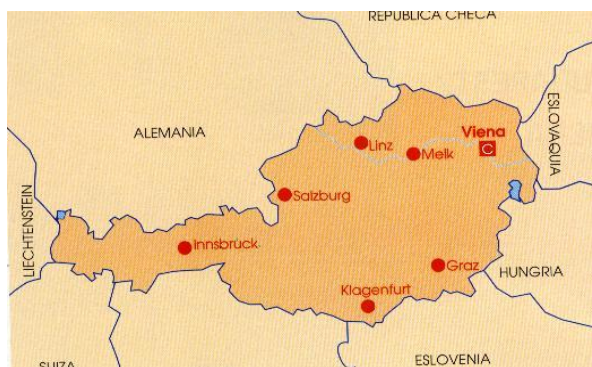 REPUBLICA CHECA
ALEMANIA
ESLOVAQUIA
Viena
C
Linz
Melk
Salzburg
LIECHTENSTEIN
Innsbruck
Graz
HUNGRIA
Klagenfurt
SUIZA
ESLOVENIA